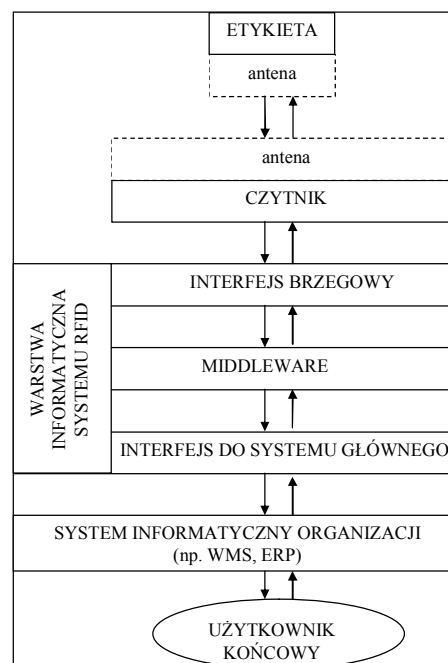 ETYKIETA
antena
antena
CZYTNIK
INTERFEJS BRZEGOWY
WARSTWA
INFORMATYCZNA
SYSTEMU RFID
MIDDLEWARE
INTERFEJS DO SYSTEMU GŁÓWNEGO
SYSTEM INFORMATYCZNY ORGANIZACJI
(np. WMS, ERP)
UŻYTKOWNIK
KOŃCOWY